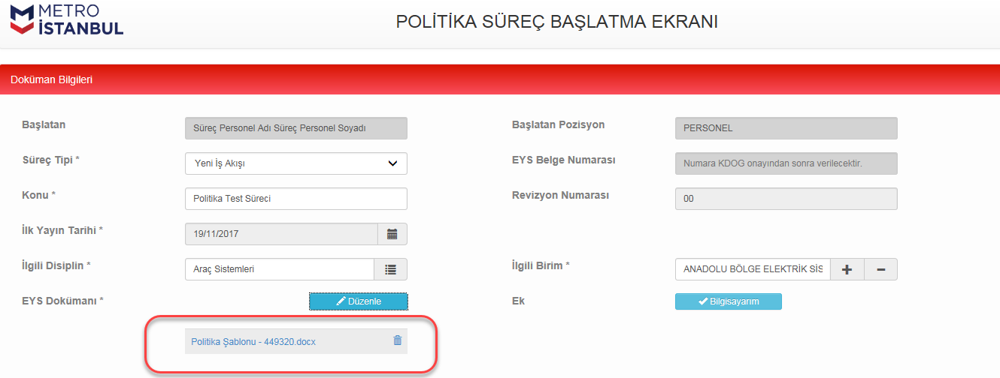 METRO
İSTANBUL
POLİTİKA SÜREÇ BAŞLATMA EKRANI
Doküman Bilgileri
Başlatan
Süreç Personel Adı Süreç Personel Soyadı
Başlatan Pozisyon
PERSONEL
Süreç Tipi *
Yeni İş Akışı
EYS Belge Numarası
Numara KDOG onayından sonra verilecektir.
Konu *
Politika Test Süreci
Revizyon Numarası
00
İlk Yayın Tarihi *
19/11/2017
İlgili Disiplin *
Araç Sistemleri
İlgili Birim *
ANADOLU BÖLGE ELEKTRİK SİS
EYS Dokümanı *
Düzenle
Ek
Bilgisayarım
Politika Şablonu - 449320.docx